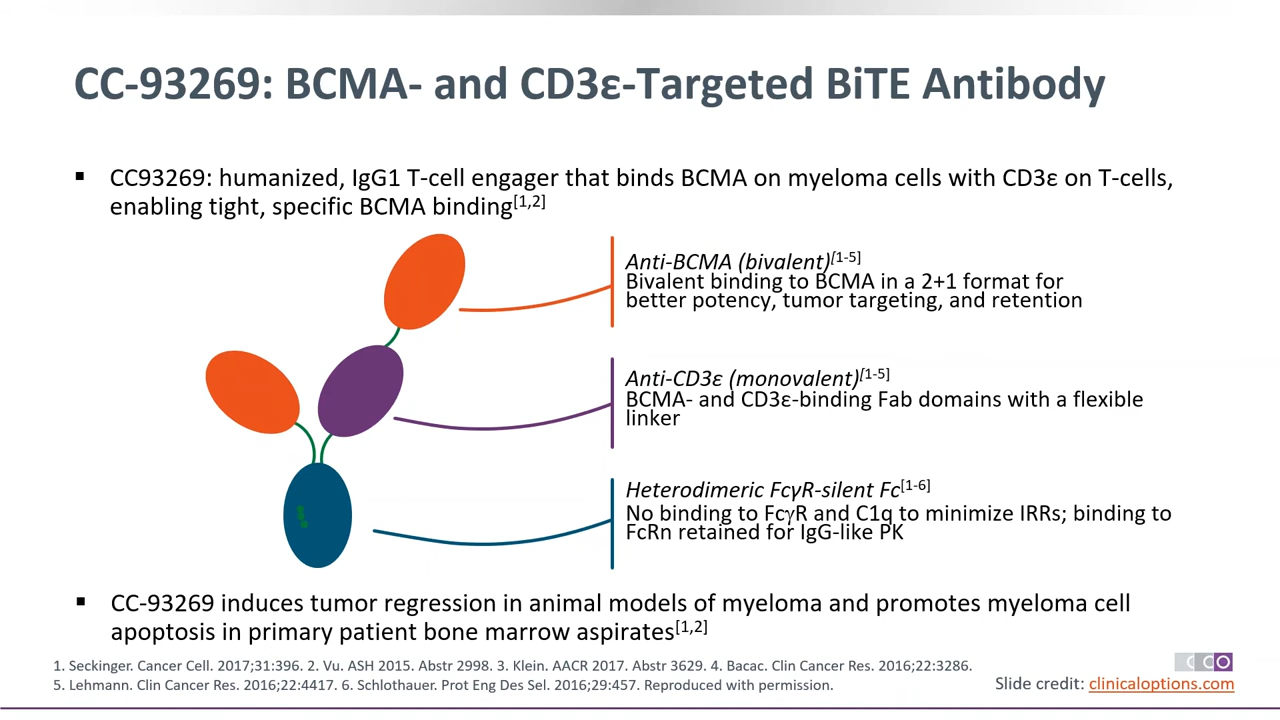 CC-93269: BCMA- and CD3ε-Targeted BiTE Antibody
▪ CC93269: humanized, IgG1 T-cell engager that binds BCMA on myeloma cells with CD3ε on T-cells,
enabling tight, specific BCMA binding[1,2]
Anti-BCMA (bivalent)[1-5]
Bivalent binding to BCMA in a 2+1 format for
better potency, tumor targeting, and retention
Anti-CD3ε (monovalent)[1-5]
BCMA- and CD3ε-binding Fab domains with a flexible
linker
Heterodimeric FcγR-silent Fc[1-6]
No binding to FcγR and C1q to minimize IRRs; binding to
FcRn retained for IgG-like PK
▪ CC-93269 induces tumor regression in animal models of myeloma and promotes myeloma cell
apoptosis in primary patient bone marrow aspirates[1,2]
1. Seckinger. Cancer Cell. 2017;31:396. 2. Vu. ASH 2015. Abstr 2998. 3. Klein. AACR 2017. Abstr 3629. 4. Bacac. Clin Cancer Res. 2016;22:3286.
5. Lehmann. Clin Cancer Res. 2016;22:4417. 6. Schlothauer. Prot Eng Des Sel. 2016;29:457. Reproduced with permission.
CCO
Slide credit: clinicaloptions.com